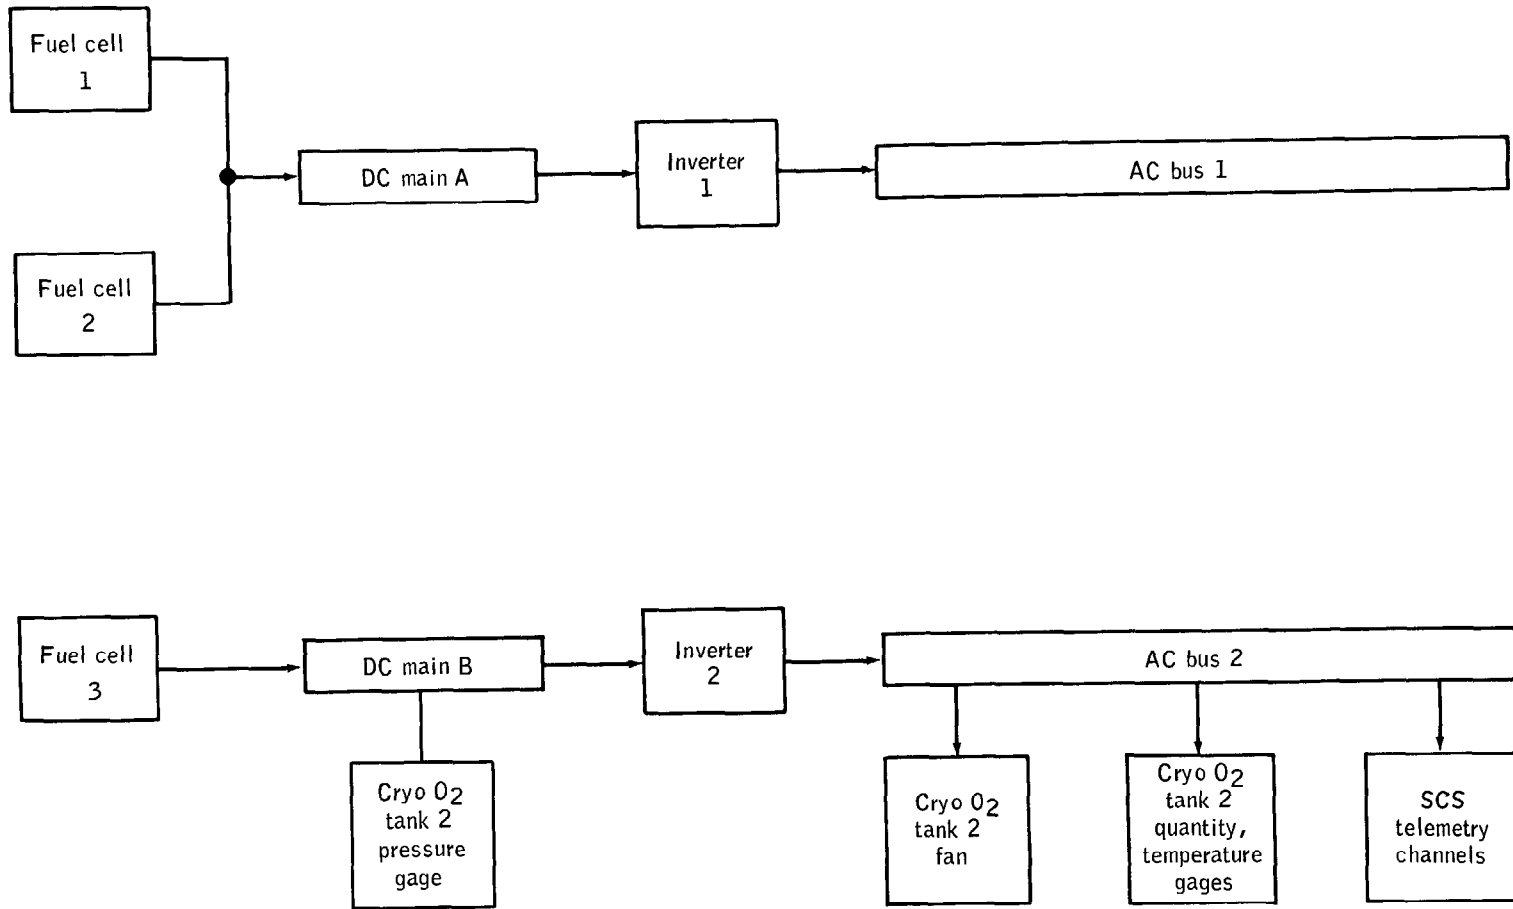 Fuel cell
1
DC main A
Inverter
1
AC bus 1
Fuel cell
2
Fuel cell
3
DC main B
Inverter
2
AC bus 2
Cryo O2
tank 2
pressure
gage
Cryo O2
tank 2
fan
Cryo O2
tank 2
quantity,
temperature
gages
SCS
telemetry
channels